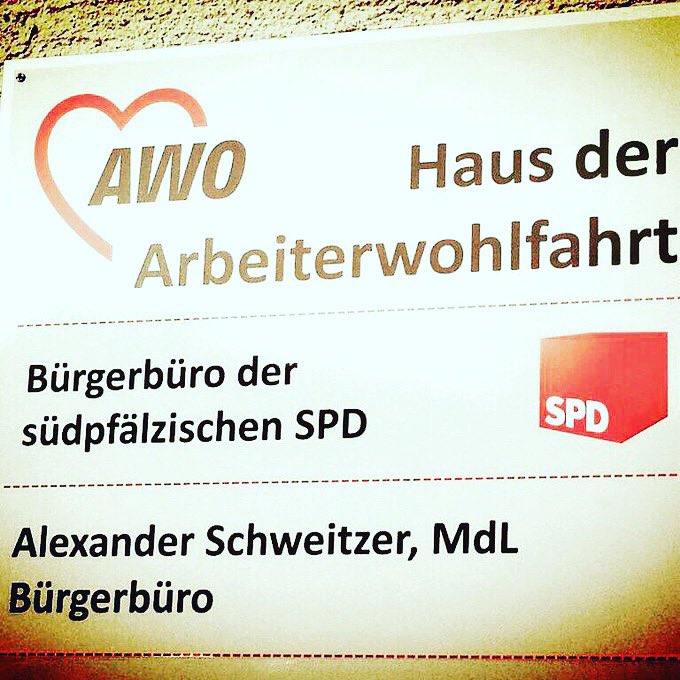 AWO
Haus der
Arbeiterwohlfahrt
Bürgerbüro der
südpfälzischen SPD
SPD
Alexander Schweitzer, MdL
Bürgerbüro